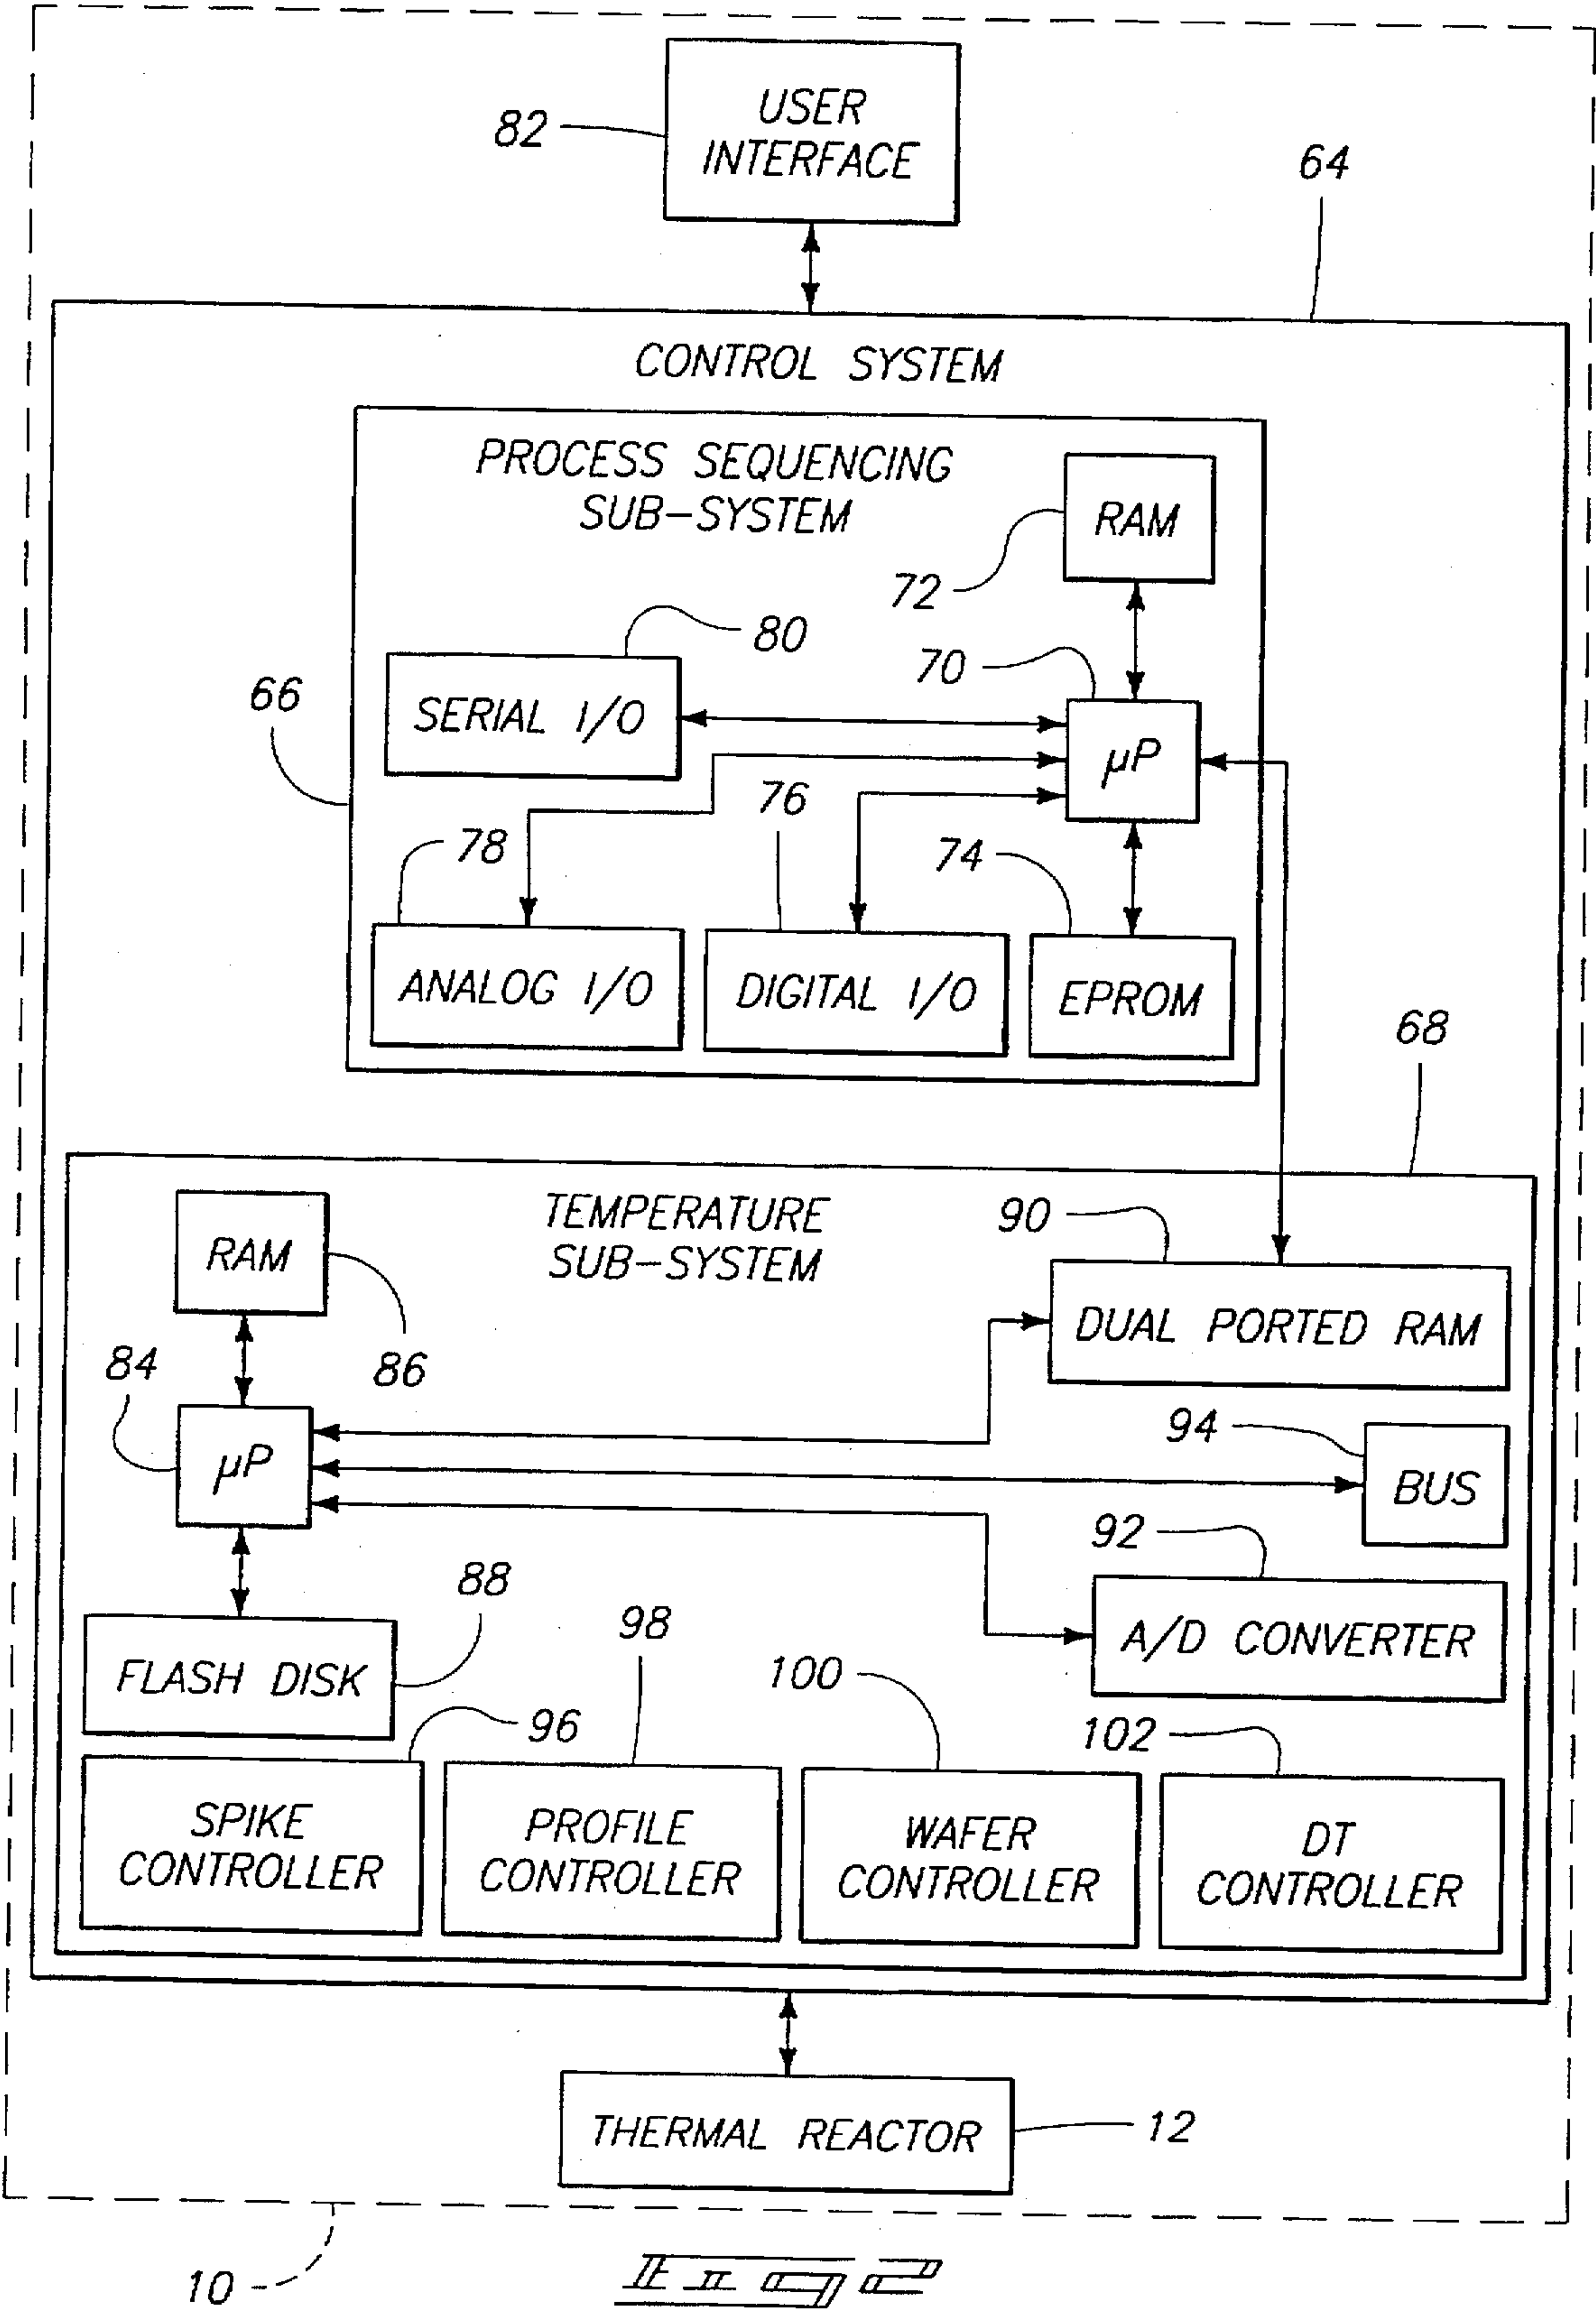 USER
INTERFACE
82
64
CONTROL SYSTEM
PROCESS SEQUENCING
SUB-SYSTEM
RAM
72
80
70
SERIAL I/O
66
µP
76
78
74
ANALOG I/O
DIGITAL I/O
EPROM
68
TEMPERATURE
SUB-SYSTEM
RAM
90
86
DUAL PORTED RAM
84
94
µP
BUS
92
88
A/D CONVERTER
98
FLASH DISK
100
96
102
SPIKE
CONTROLLER
PROFILE
CONTROLLER
WAFER
CONTROLLER
DT
CONTROLLER
THERMAL REACTOR
12
10
FIG 2